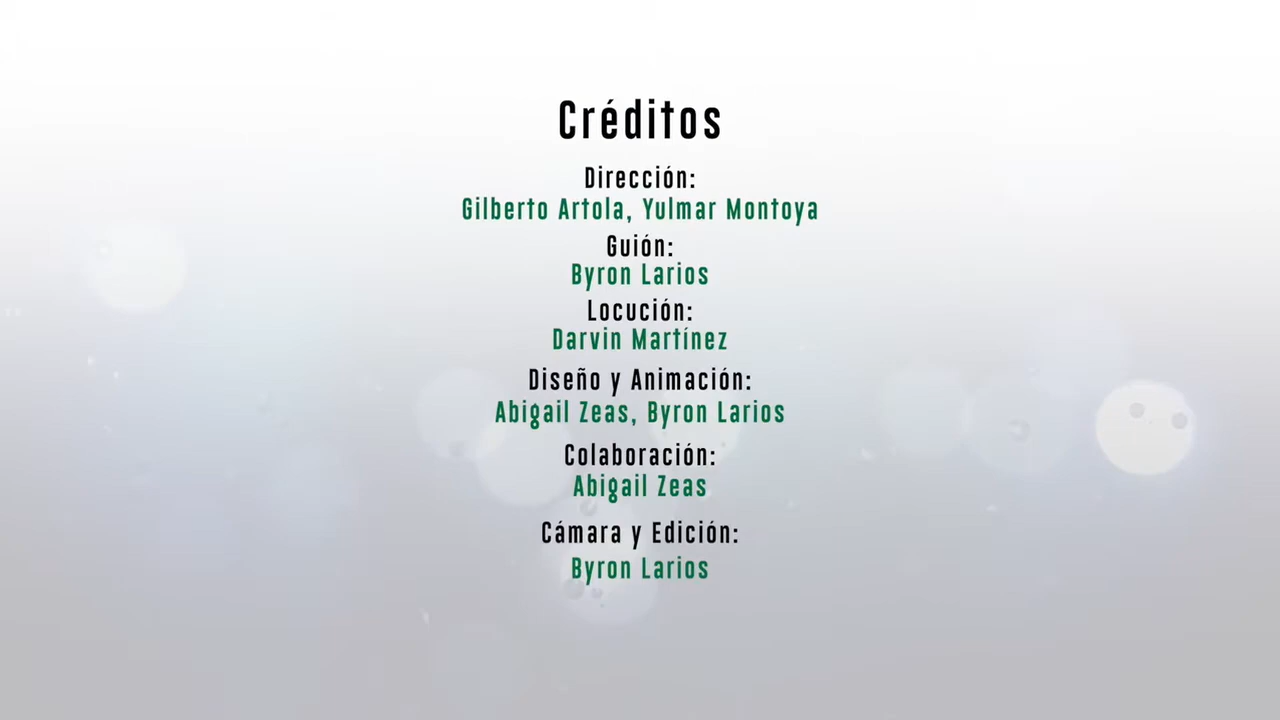 Créditos
Dirección:
Gilberto Artola, Yulmar Montoya
Guión:
Byron Larios
Locución:
Darvin Martínez
Diseño y Animación:
Abigail Zeas, Byron Larios
Colaboración:
Abigail Zeas
Cámara y Edición:
Byron Larios